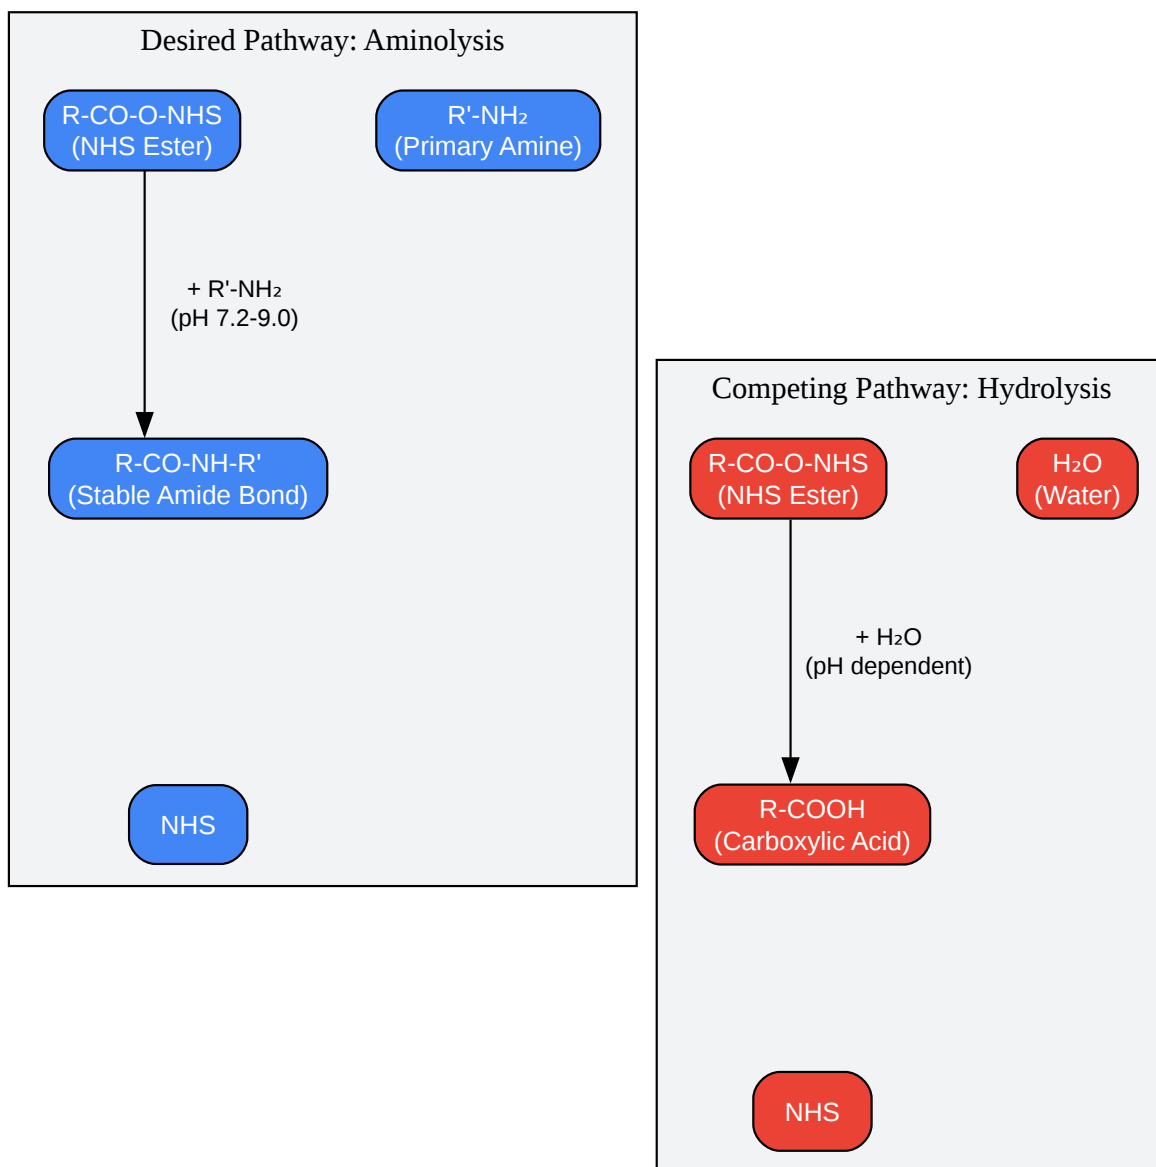 Desired Pathway: Aminolysis
R-CO-O-NHS
(NHS Ester)
R'-NH₂
(Primary Amine)
+ R'-NH₂
(pH 7.2-9.0)
R-CO-NH-R'
(Stable Amide Bond)
NHS
Competing Pathway: Hydrolysis
R-CO-O-NHS
(NHS Ester)
H₂O
(Water)
+ H₂O
(pH dependent)
R-COOH
(Carboxylic Acid)
NHS